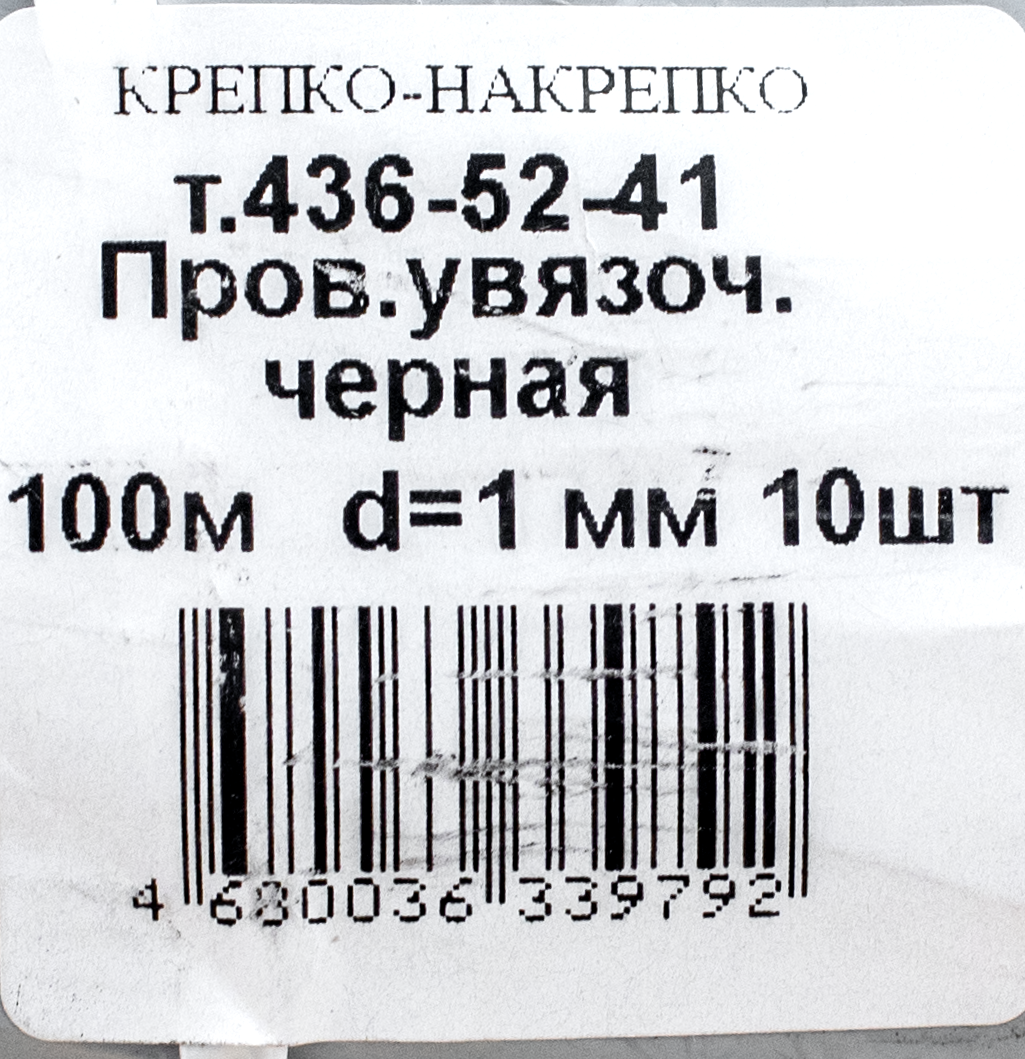 КРЕПКО-НАКРЕПКО
т.436-52-41
Пров.увязоч.
черная
100м d=1 мм 10шт
4 680036 339792